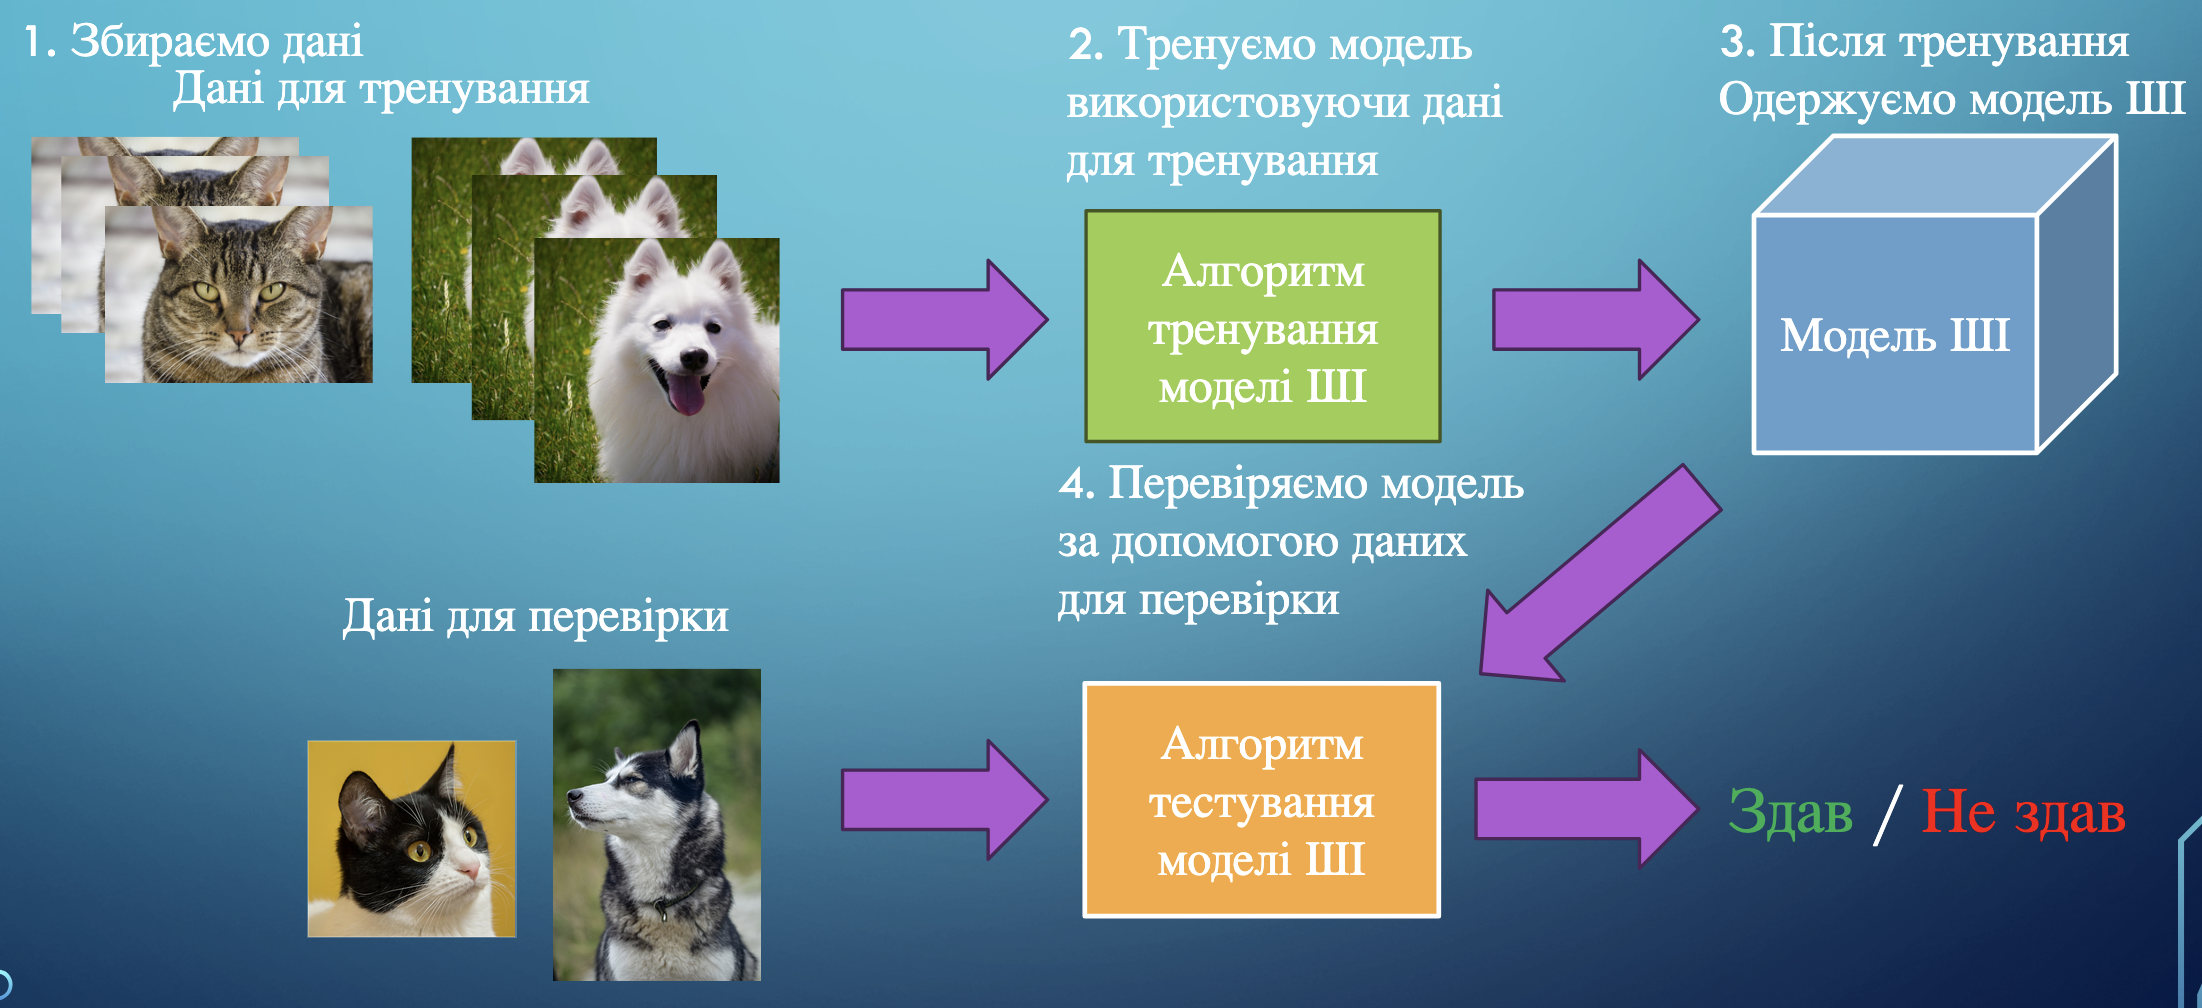 1. Збираємо дані
Дані для тренування
2. Тренуємо модель
використовуючи дані
для тренування
3. Після тренування
Одержуємо модель ШІ
Алгоритм
тренування
моделі ШІ
Модель ШІ
4. Перевіряємо модель
за допомогою даних
для перевірки
Дані для перевірки
Алгоритм
тестування
моделі ШІ
Здав / Не здав